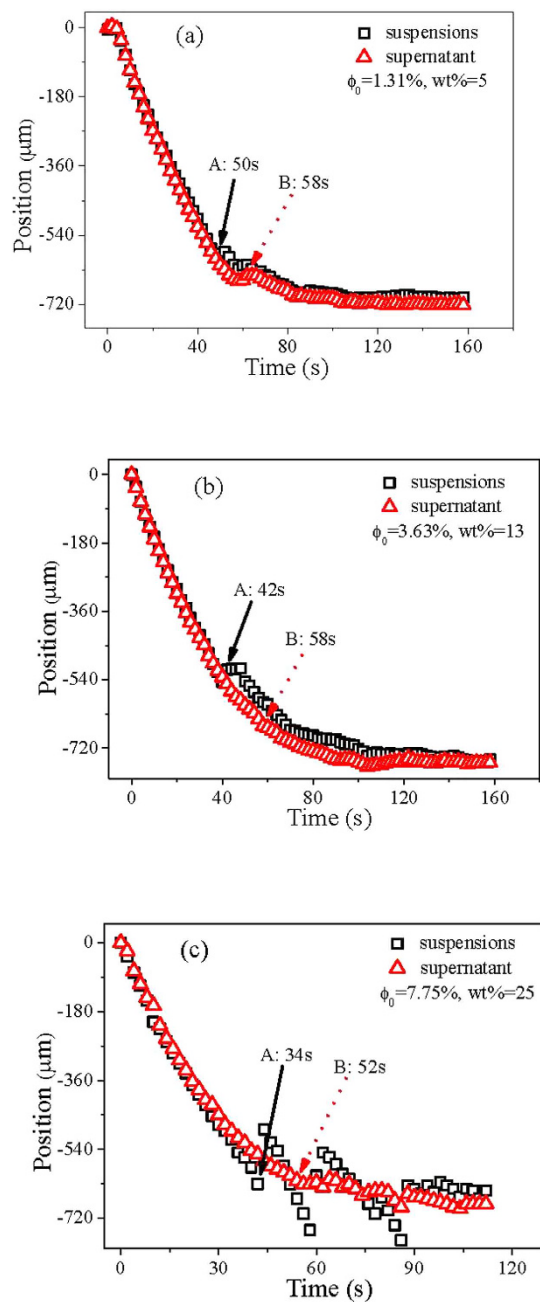 (a)
suspensions
supernatant
ϕ₀=1.31%, wt%=5
A: 50s
B: 58s
0
-180
-360
-540
-720
Position (μm)
0 40 80 120 160
Time (s)
(b)
suspensions
supernatant
ϕ₀=3.63%, wt%=13
A: 42s
B: 58s
0
-180
-360
-540
-720
Position (μm)
0 40 80 120 160
Time (s)
(c)
suspensions
supernatant
ϕ₀=7.75%, wt%=25
A: 34s
B: 52s
0
-180
-360
-540
-720
Position (μm)
0 30 60 90 120
Time (s)